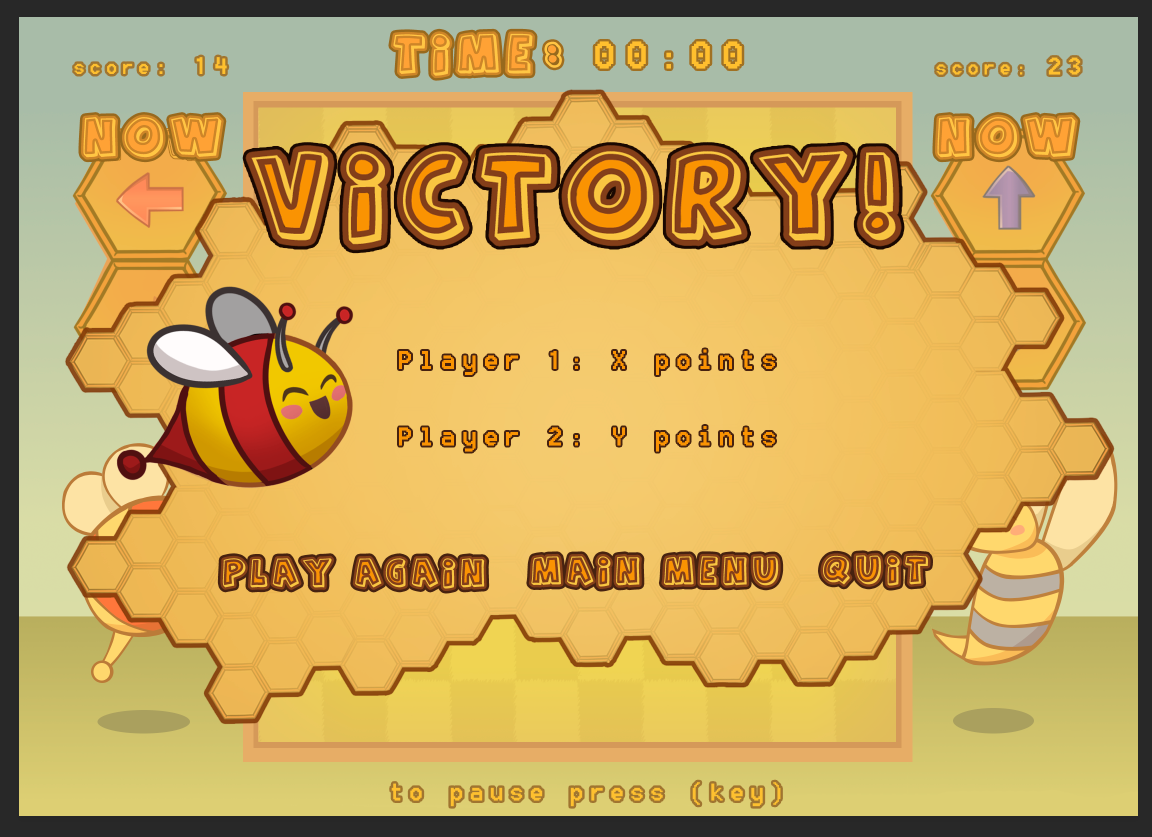 TiME: 00:00
score: 14
score: 23
NOW
NOW
ViCTORY!
Player 1: X points
Player 2: Y points
PLAY AGAiN
MAiN MENU
QUiT
to pause press (key)